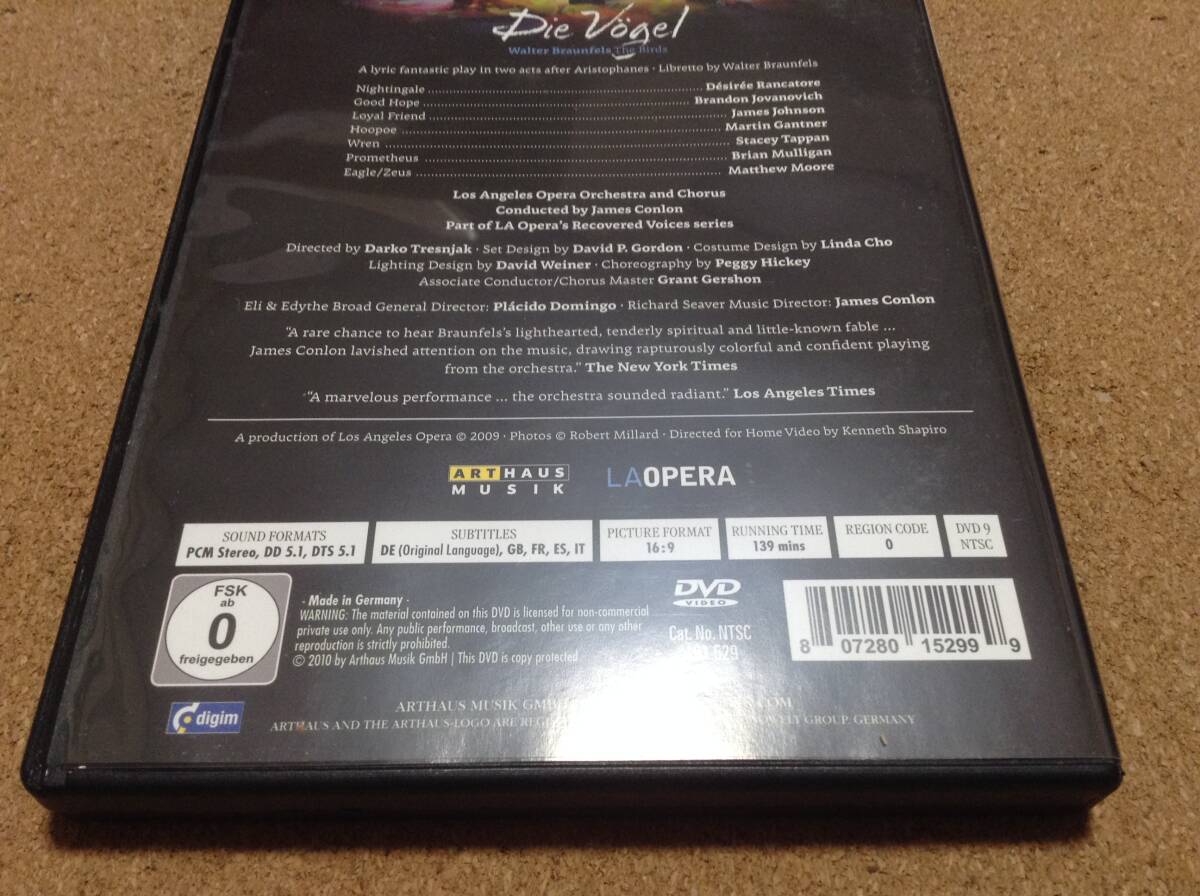 Die Vögel
Walter Braunfels The Birds
A lyric fantastic play in two acts after Aristophanes · Libretto by Walter Braunfels
Nightingale ........ Désirée Rancatore
Good Hope ........ Brandon Jovanovich
Loyal Friend ........ James Johnson
Hoopoe ........ Martin Gantner
Wren ........ Stacey Tappan
Prometheus ........ Brian Mulligan
Eagle/Zeus ........ Matthew Moore
Los Angeles Opera Orchestra and Chorus
Conducted by James Conlon
Part of LA Opera's Recovered Voices series
Directed by Darko Tresnjak · Set Design by David P. Gordon · Costume Design by Linda Cho
Lighting Design by David Weiner · Choreography by Peggy Hickey
Associate Conductor/Chorus Master Grant Gershon
Eli & Edythe Broad General Director: Plácido Domingo · Richard Seaver Music Director: James Conlon
"A rare chance to hear Braunfels's lighthearted, tenderly spiritual and little-known fable ...
James Conlon lavished attention on the music, drawing rapturously colorful and confident playing
from the orchestra." The New York Times
"A marvelous performance ... the orchestra sounded radiant." Los Angeles Times
A production of Los Angeles Opera © 2009 · Photos © Robert Millard · Directed for Home Video by Kenneth Shapiro
ARTHAUS
MUSIK
LAOPERA
SOUND FORMATS
PCM Stereo, DD 5.1, DTS 5.1
SUBTITLES
DE (Original Language), GB, FR, ES, IT
PICTURE FORMAT
16:9
RUNNING TIME
139 mins
REGION CODE
0
DVD 9
NTSC
FSK
ab
0
freigegeben
- Made in Germany -
WARNING: The material contained on this DVD is licensed for non-commercial
private use only. Any public performance, broadcast, other use or any other
reproduction is strictly prohibited.
© 2010 by Arthaus Musik GmbH | This DVD is copy protected
DVD
VIDEO
Cat. No. NTSC
529
8 07280 15299 9
digim
ARTHAUS MUSIK
ARTHAUS AND THE ARTHAUS-LOGO ARE GROUP, GERMANY